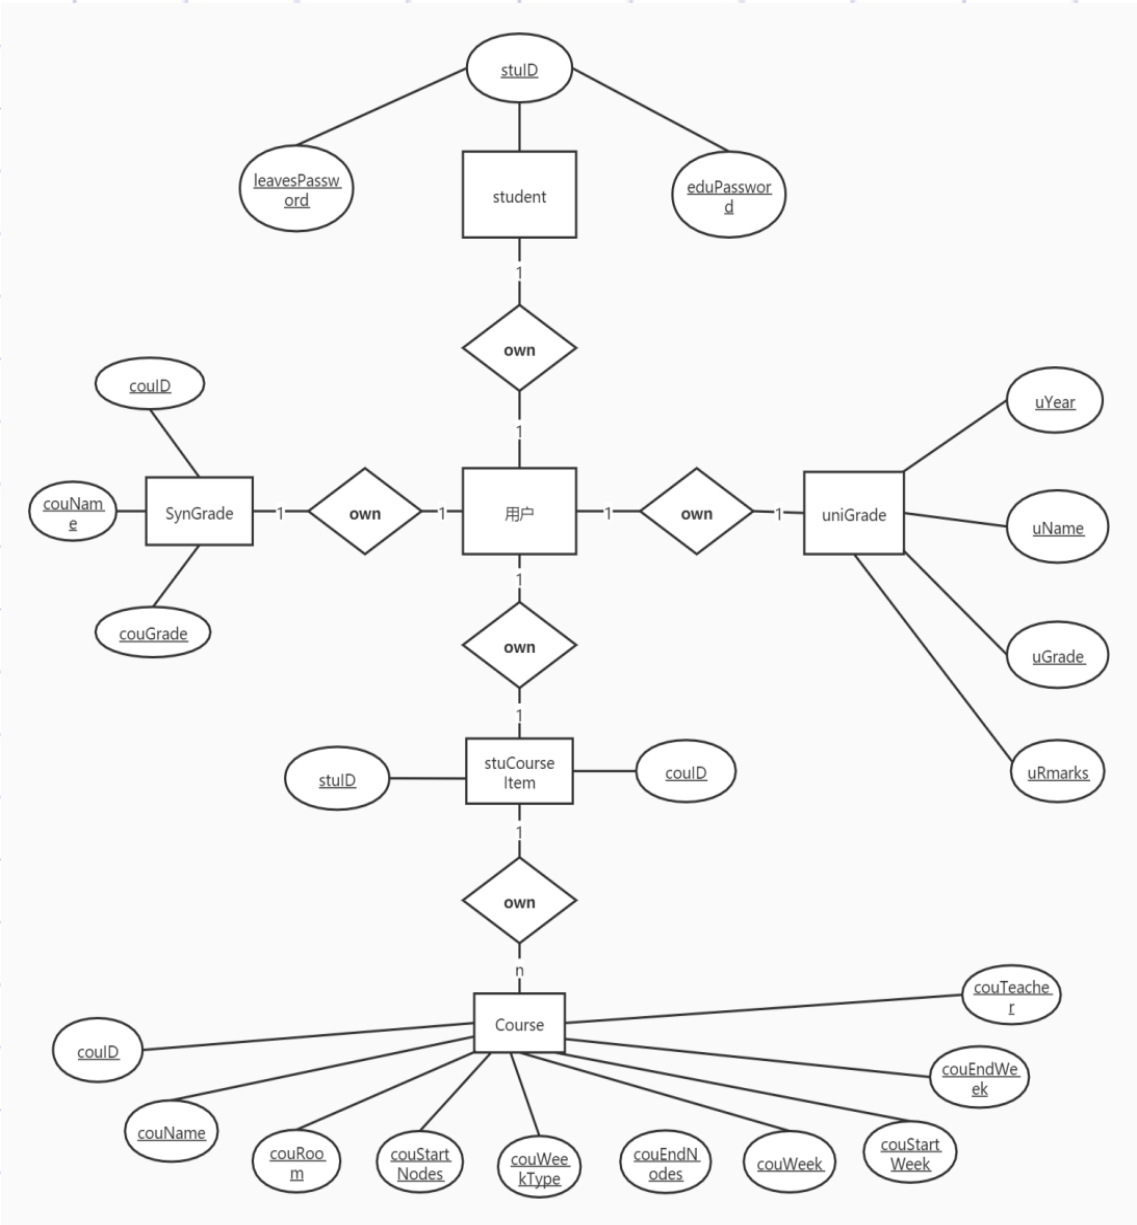 stuID
leavesPassw
ord
student
eduPasswor
d
1
own
1
couID
uYear
couNam
e
SynGrade
1
own
1
用户
1
own
1
uniGrade
uName
1
couGrade
own
uGrade
1
stuID
stuCourse
Item
couID
uRmarks
1
own
n
couTeache
r
Course
couID
couEndWe
ek
couName
couRoo
m
couStart
Nodes
couWee
kType
couEndN
odes
couWeek
couStart
Week